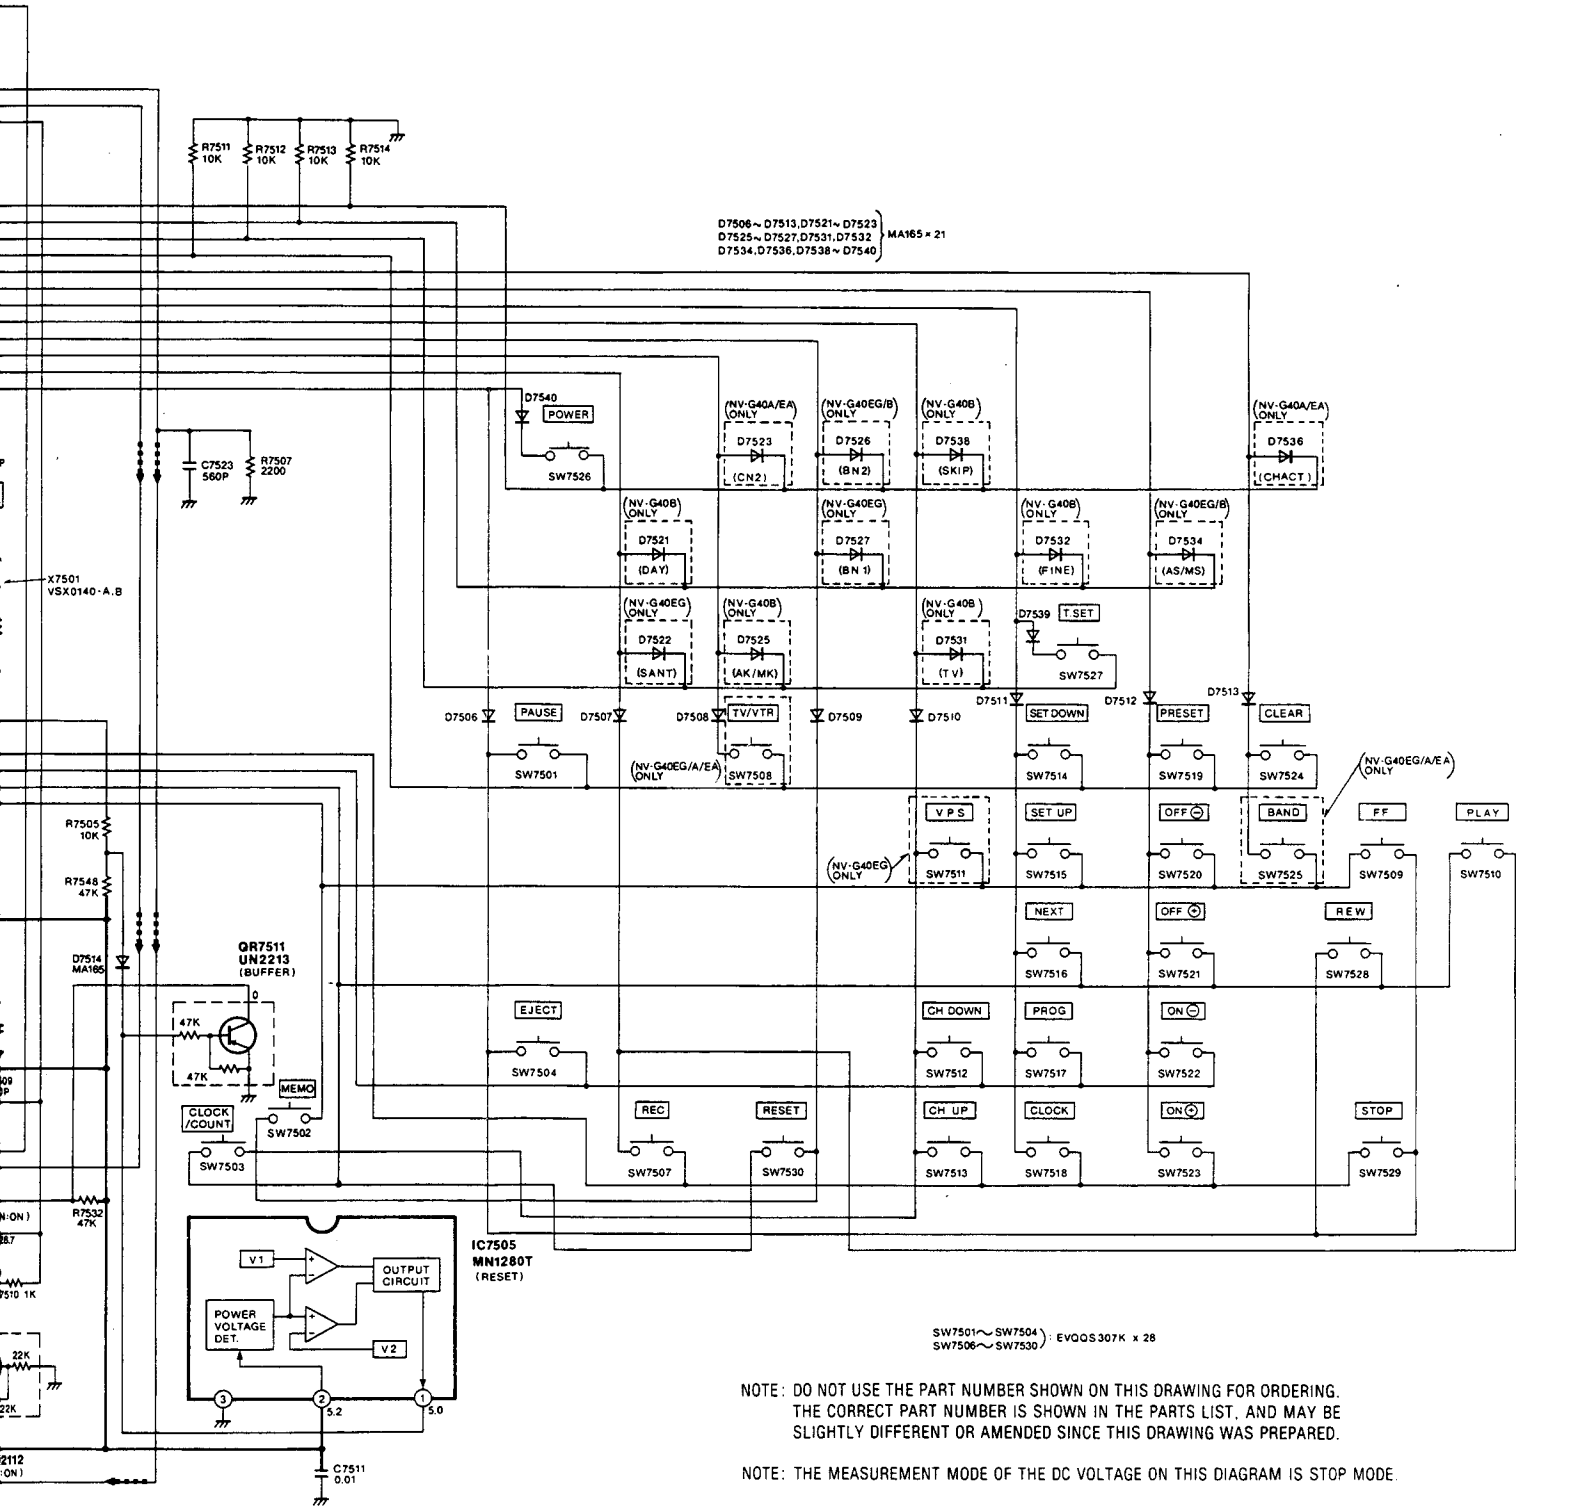 R7511
10K
R7512
10K
R7513
10K
R7514
10K
D7506~D7513,D7521~D7523
D7525~D7527,D7531,D7532
D7534,D7536,D7538~D7540
MA165×21
D7540
POWER
SW7526
(NV-G40A/EA)
ONLY
D7523
(CN2)
(NV-G40EG/B)
ONLY
D7526
(BN2)
(NV-G40B)
ONLY
D7538
(SKIP)
(NV-G40A/EA)
ONLY
D7536
(CHACT)
C7523
560P
R7507
2200
P
(NV-G40B)
ONLY
D7521
(DAY)
(NV-G40EG)
ONLY
D7527
(BN1)
(NV-G40B)
ONLY
D7532
(FINE)
(NV-G40EG/B)
ONLY
D7534
(AS/MS)
X7501
VSX0140-A.B
(NV-G40EG)
ONLY
D7522
(SANT)
(NV-G40B)
ONLY
D7525
(AK/MK)
(NV-G40B)
ONLY
D7531
(TV)
D7539
T.SET
SW7527
D7506
PAUSE
SW7501
D7507
D7508
TV/VTR
(NV-G40EG/A/EA)
ONLY
SW7508
D7509
D7510
D7511
SET DOWN
SW7514
D7512
PRESET
SW7519
D7513
CLEAR
SW7524
(NV-G40EG/A/EA)
ONLY
R7505
10K
R7548
47K
VPS
(NV-G40EG)
ONLY
SW7511
SET UP
SW7515
OFF⊖
SW7520
BAND
SW7525
FF
SW7509
PLAY
SW7510
NEXT
SW7516
OFF⊕
SW7521
REW
SW7528
D7514
MA165
QR7511
UN2213
(BUFFER)
0
47K
47K
EJECT
SW7504
CH DOWN
SW7512
PROG
SW7517
ON⊖
SW7522
MEMO
SW7502
CLOCK
/COUNT
SW7503
REC
SW7507
RESET
SW7530
CH UP
SW7513
CLOCK
SW7518
ON⊕
SW7523
STOP
SW7529
R7532
47K
N:ON)
28.7
7510 1K
22K
22K
2112
:ON)
IC7505
MN1280T
(RESET)
V1
OUTPUT
CIRCUIT
POWER
VOLTAGE
DET.
V2
3
2
5.2
1
5.0
C7511
0.01
SW7501~SW7504
SW7506~SW7530
): EVQQS307K x 28
NOTE: DO NOT USE THE PART NUMBER SHOWN ON THIS DRAWING FOR ORDERING.
THE CORRECT PART NUMBER IS SHOWN IN THE PARTS LIST, AND MAY BE
SLIGHTLY DIFFERENT OR AMENDED SINCE THIS DRAWING WAS PREPARED.
NOTE: THE MEASUREMENT MODE OF THE DC VOLTAGE ON THIS DIAGRAM IS STOP MODE.